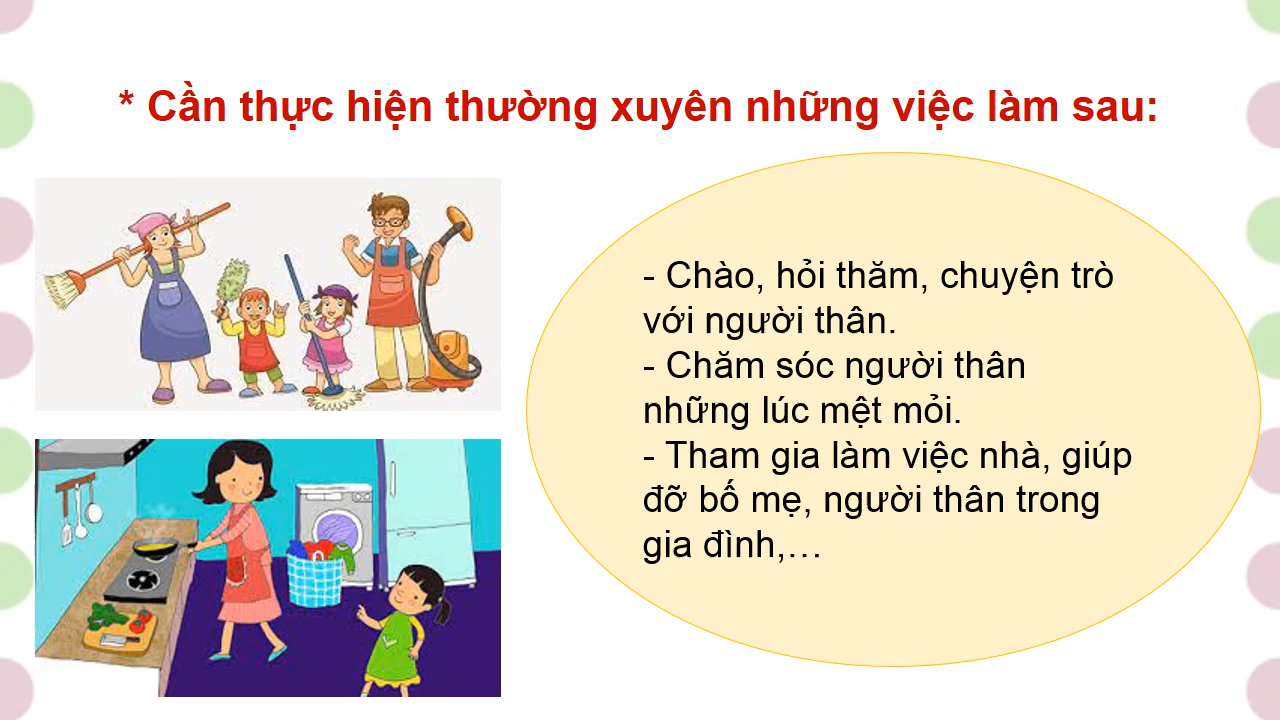 * Cần thực hiện thường xuyên những việc làm sau:
- Chào, hỏi thăm, chuyện trò
với người thân.
- Chăm sóc người thân
những lúc mệt mỏi.
- Tham gia làm việc nhà, giúp
đỡ bố mẹ, người thân trong
gia đình,…